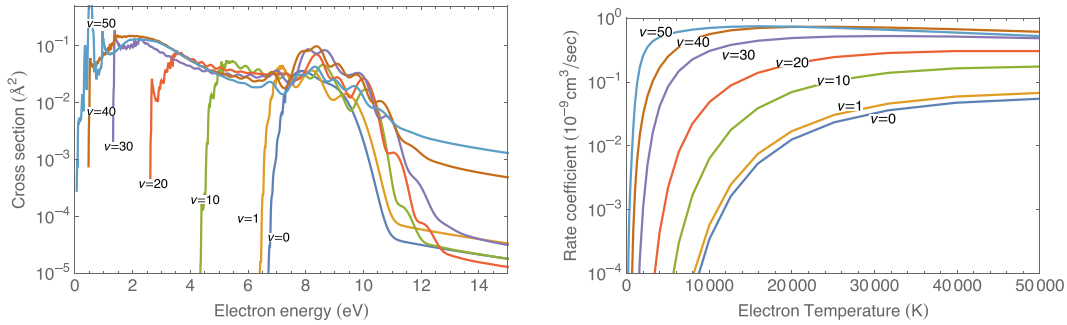 v=50
v=40
v=30
v=20
v=10
v=1
v=0
10⁻¹
10⁻²
10⁻³
10⁻⁴
10⁻⁵
0 2 4 6 8 10 12 14
Cross section (Å²)
Electron energy (eV)
v=50
v=40
v=30
v=20
v=10
v=1
v=0
10⁰
10⁻¹
10⁻²
10⁻³
10⁻⁴
0 10 000 20 000 30 000 40 000 50 000
Rate coefficient (10⁻⁹ cm³/sec)
Electron Temperature (K)